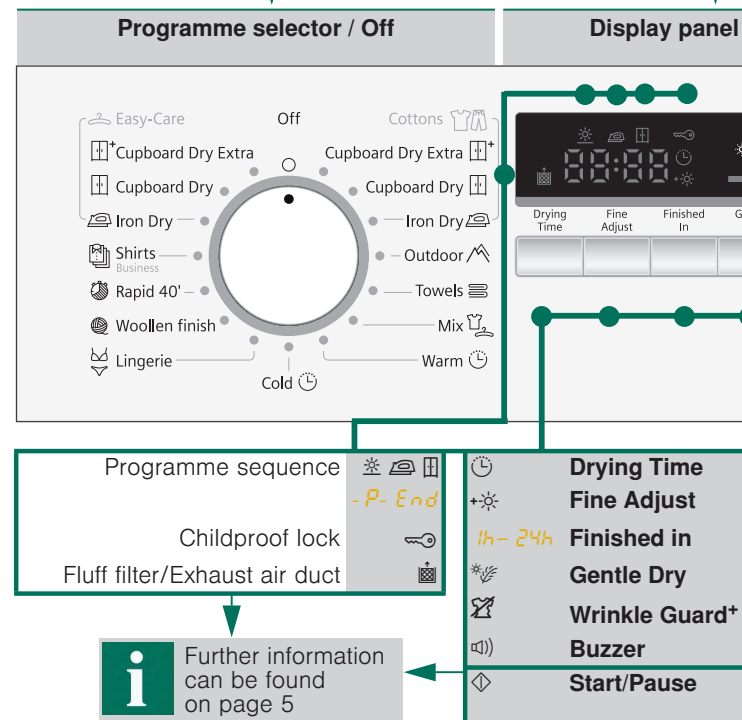 Programme selector / Off
Display panel
Easy-Care
Off
Cottons
Cupboard Dry Extra
Cupboard Dry Extra
Cupboard Dry
Cupboard Dry
Iron Dry
Iron Dry
Shirts
Business
Outdoor
Rapid 40'
Towels
Woollen finish
Mix
Lingerie
Warm
Cold
88:88
Drying
Time
Fine
Adjust
Finished
In
G
Programme sequence
-P- End
Childproof lock
Fluff filter/Exhaust air duct
Drying Time
Fine Adjust
1h- 24h Finished in
Gentle Dry
Wrinkle Guard+
Buzzer
Start/Pause
i
Further information
can be found
on page 5